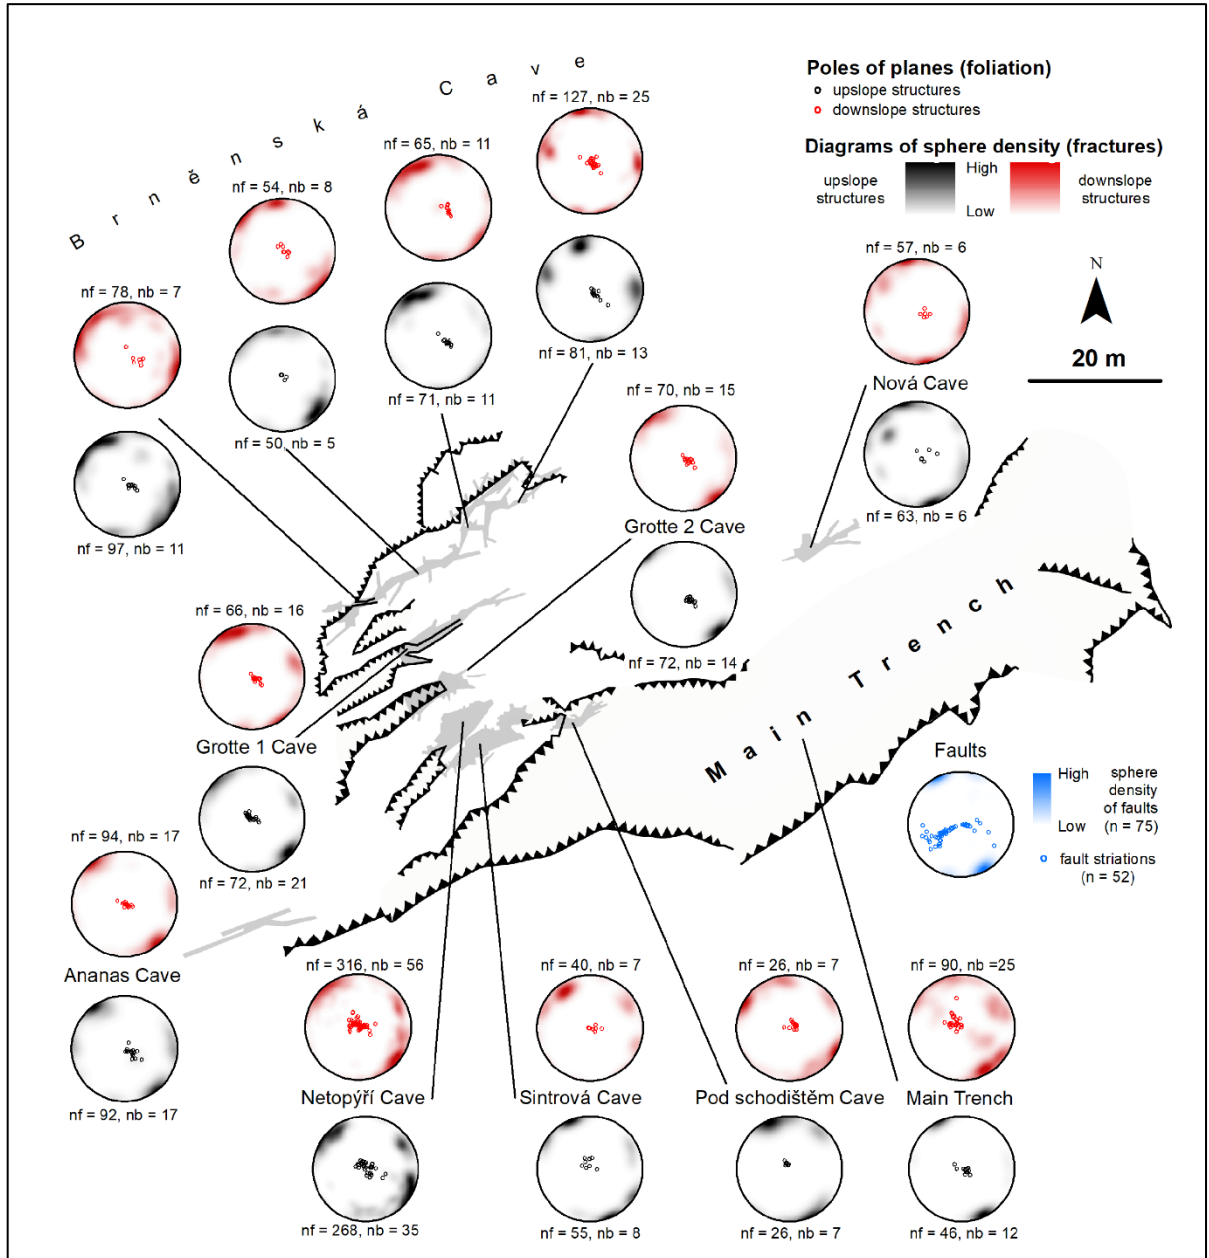 Brněnská Cave
Poles of planes (foliation)
upslope structures
downslope structures
Diagrams of sphere density (fractures)
upslope
structures
High
Low
downslope
structures
N
20 m
nf = 127, nb = 25
nf = 65, nb = 11
nf = 54, nb = 8
nf = 78, nb = 7
nf = 81, nb = 13
nf = 71, nb = 11
nf = 50, nb = 5
nf = 97, nb = 11
nf = 57, nb = 6
Nová Cave
nf = 63, nb = 6
nf = 70, nb = 15
Grotte 2 Cave
nf = 72, nb = 14
nf = 66, nb = 16
Grotte 1 Cave
nf = 72, nb = 21
Main Trench
Faults
High
Low
sphere
density
of faults
(n = 75)
fault striations
(n = 52)
nf = 94, nb = 17
Ananas Cave
nf = 92, nb = 17
nf = 316, nb = 56
Netopýří Cave
nf = 268, nb = 35
nf = 40, nb = 7
Sintrová Cave
nf = 55, nb = 8
nf = 26, nb = 7
Pod schodištěm Cave
nf = 26, nb = 7
nf = 90, nb =25
Main Trench
nf = 46, nb = 12